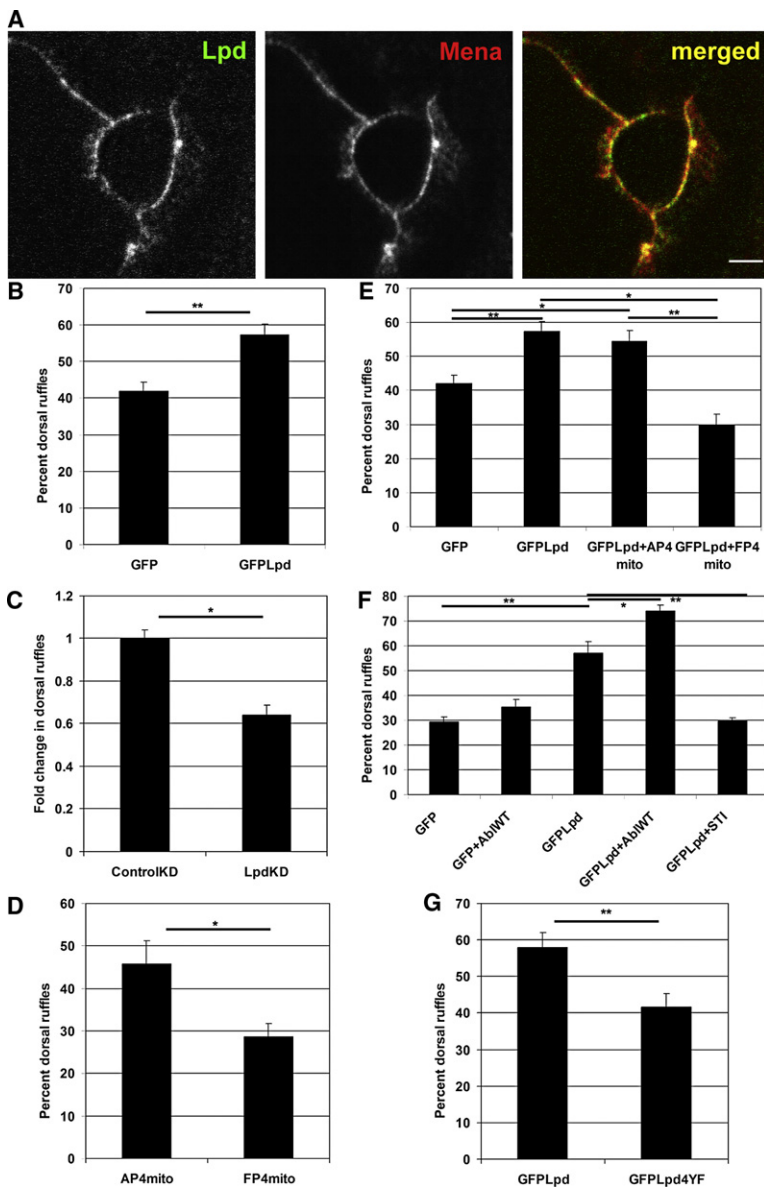 A
Lpd
Mena
merged
B
70
60
50
40
30
20
10
0
Percent dorsal ruffles
**
GFP
GFPLpd
E
70
60
50
40
30
20
10
0
Percent dorsal ruffles
*
*
**
**
GFP
GFPLpd
GFPLpd+AP4 mito
GFPLpd+FP4 mito
C
1.2
1
0.8
0.6
0.4
0.2
0
Fold change in dorsal ruffles
*
ControlKD
LpdKD
F
80
70
60
50
40
30
20
10
0
Percent dorsal ruffles
**
*
**
GFP
GFP+AblWT
GFPLpd
GFPLpd+AblWT
GFPLpd+STI
D
60
50
40
30
20
10
0
Percent dorsal ruffles
*
AP4mito
FP4mito
G
70
60
50
40
30
20
10
0
Percent dorsal ruffles
**
GFPLpd
GFPLpd4YF